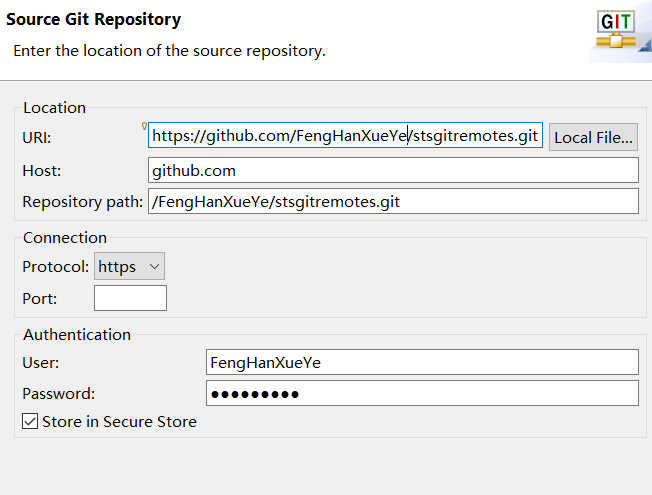 Source Git Repository
GIT
Enter the location of the source repository.
Location
URI: https://github.com/FengHanXueYe/stsgitremotes.git Local File...
Host: github.com
Repository path: /FengHanXueYe/stsgitremotes.git
Connection
Protocol: https
Port:
Authentication
User: FengHanXueYe
Password: ●●●●●●●●●
Store in Secure Store